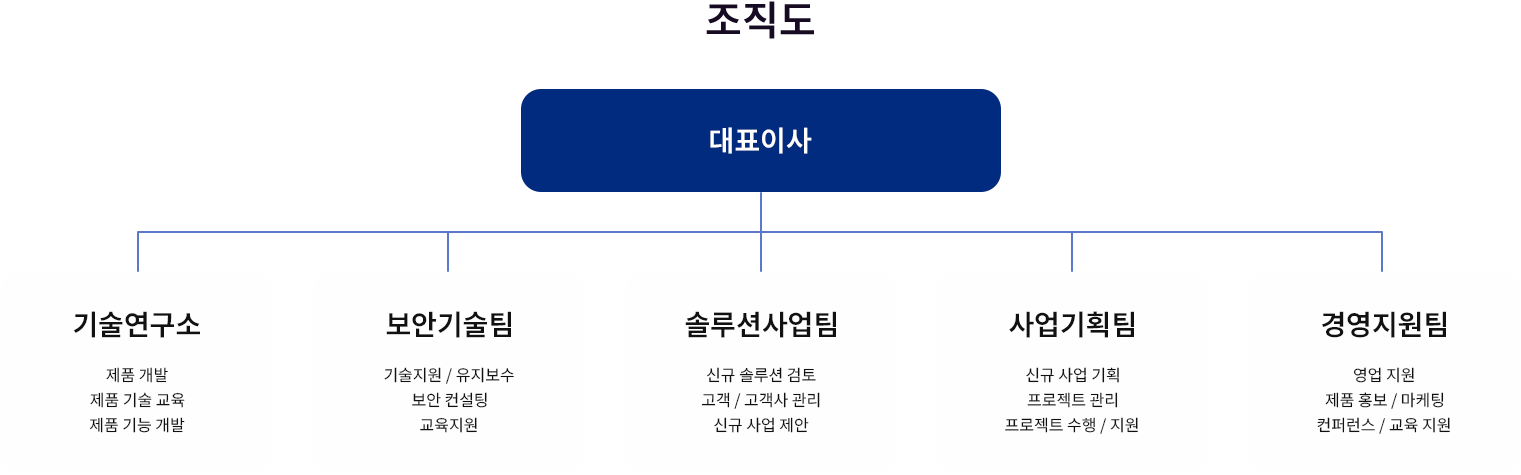 조직도
대표이사
기술연구소
제품 개발
제품 기술 교육
제품 기능 개발
보안기술팀
기술지원 / 유지보수
보안 컨설팅
교육지원
솔루션사업팀
신규 솔루션 검토
고객 / 고객사 관리
신규 사업 제안
사업기획팀
신규 사업 기획
프로젝트 관리
프로젝트 수행 / 지원
경영지원팀
영업 지원
제품 홍보 / 마케팅
컨퍼런스 / 교육 지원